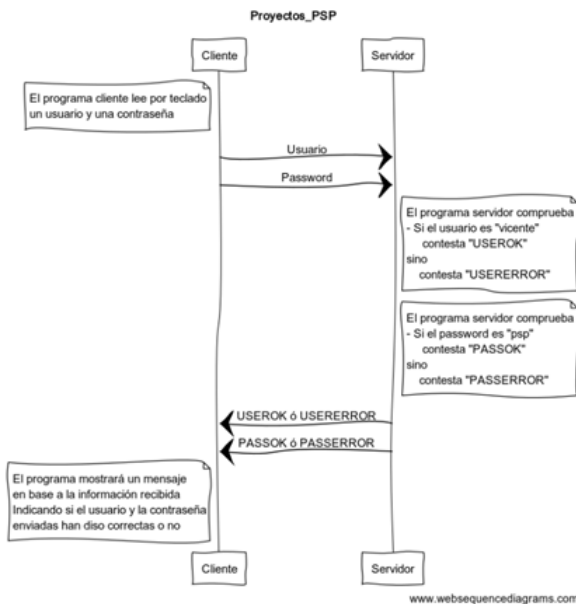 Proyectos_PSP
Cliente
Servidor
El programa cliente lee por teclado
un usuario y una contraseña
Usuario
Password
El programa servidor comprueba
- Si el usuario es "vicente"
contesta "USEROK"
sino
contesta "USERERROR"
El programa servidor comprueba
- Si el password es "psp"
contesta "PASSOK"
sino
contesta "PASSERROR"
USEROK ó USERERROR
PASSOK ó PASSERROR
El programa mostrará un mensaje
en base a la información recibida
Indicando si el usuario y la contraseña
enviadas han diso correctas o no
Cliente
Servidor
www.websequencediagrams.com